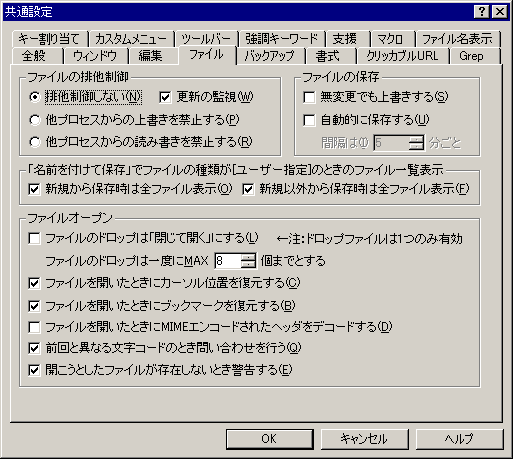 共通設定
キー割り当て カスタムメニュー ツールバー 強調キーワード 支援 マクロ ファイル名表示
全般 ウィンドウ 編集 ファイル バックアップ 書式 クリッカブルURL Grep
ファイルの排他制御
排他制御しない(N) 更新の監視(W)
他プロセスからの上書きを禁止する(P)
他プロセスからの読み書きを禁止する(R)
ファイルの保存
無変更でも上書きする(S)
自動的に保存する(U)
間隔は(I) 5 分ごと
「名前を付けて保存」でファイルの種類が[ユーザー指定]のときのファイル一覧表示
新規から保存時は全ファイル表示(O) 新規以外から保存時は全ファイル表示(F)
ファイルオープン
ファイルのドロップは「閉じて開く」にする(L) ←注:ドロップファイルは1つのみ有効
ファイルのドロップは一度にMAX 8 個までとする
ファイルを開いたときにカーソル位置を復元する(C)
ファイルを開いたときにブックマークを復元する(B)
ファイルを開いたときにMIMEエンコードされたヘッダをデコードする(D)
前回と異なる文字コードのとき問い合わせを行う(Q)
開こうとしたファイルが存在しないとき警告する(E)
OK キャンセル ヘルプ